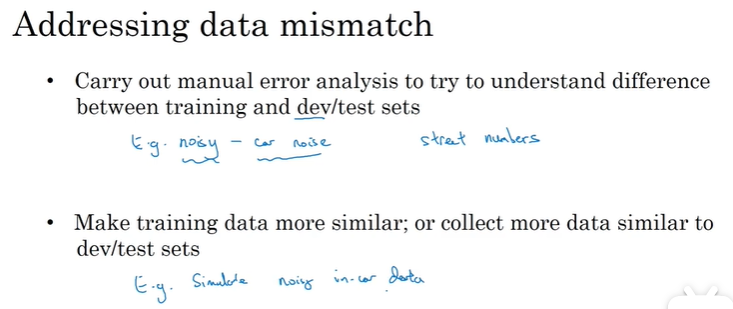 Addressing data mismatch
• Carry out manual error analysis to try to understand difference
between training and dev/test sets
E.g. noisy - car noise street numbers
• Make training data more similar; or collect more data similar to
dev/test sets
E.g. Simulate noisy in-car data